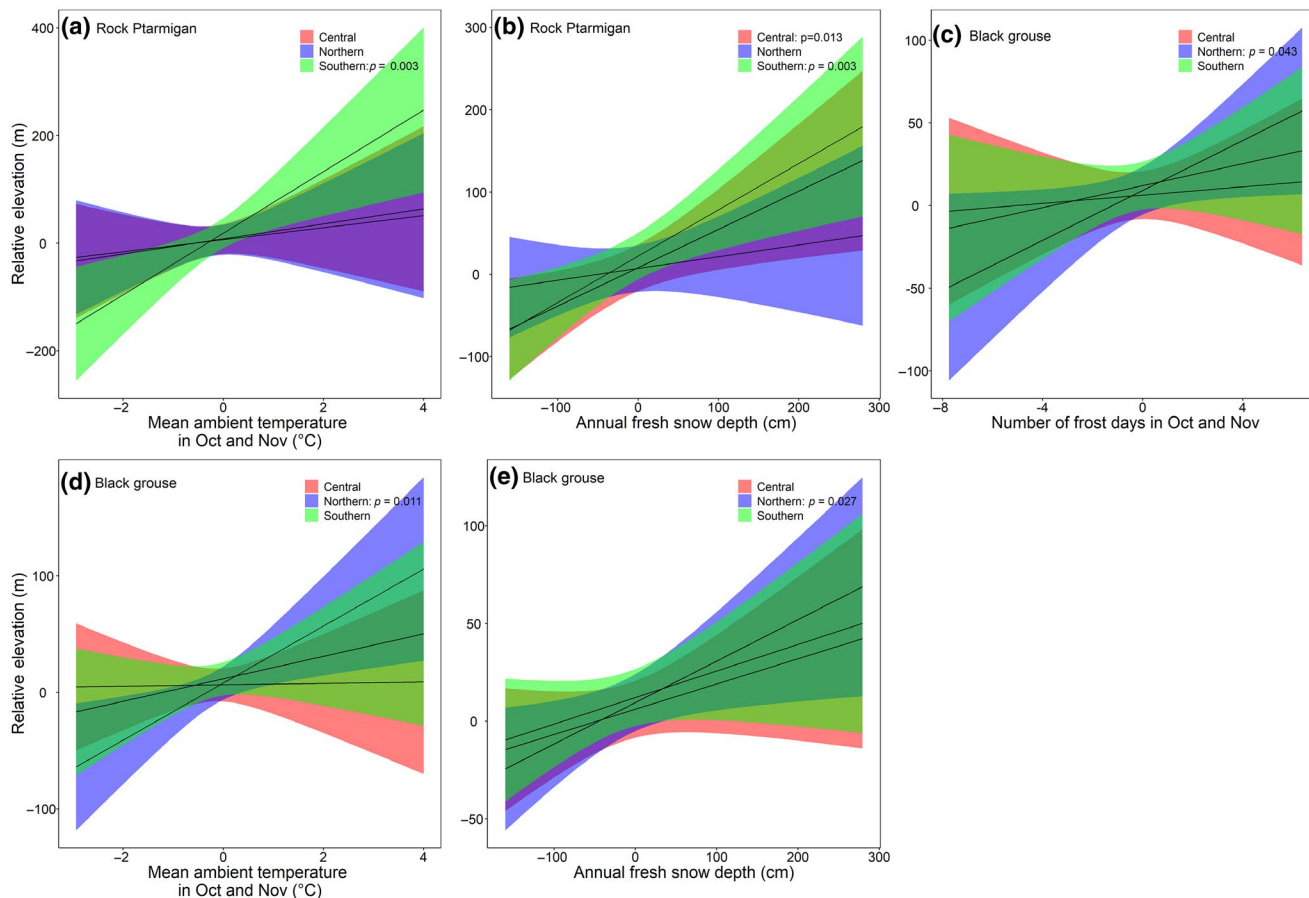 (a) Rock Ptarmigan
Central
Northern
Southern: p = 0.003
400
200
0
−200
Relative elevation (m)
−2
0
2
4
Mean ambient temperature
in Oct and Nov (°C)
(b) Rock Ptarmigan
Central: p=0.013
Northern
Southern: p = 0.003
300
200
100
0
−100
−100
0
100
200
300
Annual fresh snow depth (cm)
(c) Black grouse
Central
Northern: p = 0.043
Southern
100
50
0
−50
−100
−8
−4
0
4
Number of frost days in Oct and Nov
(d) Black grouse
Central
Northern: p = 0.011
Southern
100
0
−100
Relative elevation (m)
−2
0
2
4
Mean ambient temperature
in Oct and Nov (°C)
(e) Black grouse
Central
Northern: p = 0.027
Southern
100
50
0
−50
−100
0
100
200
300
Annual fresh snow depth (cm)